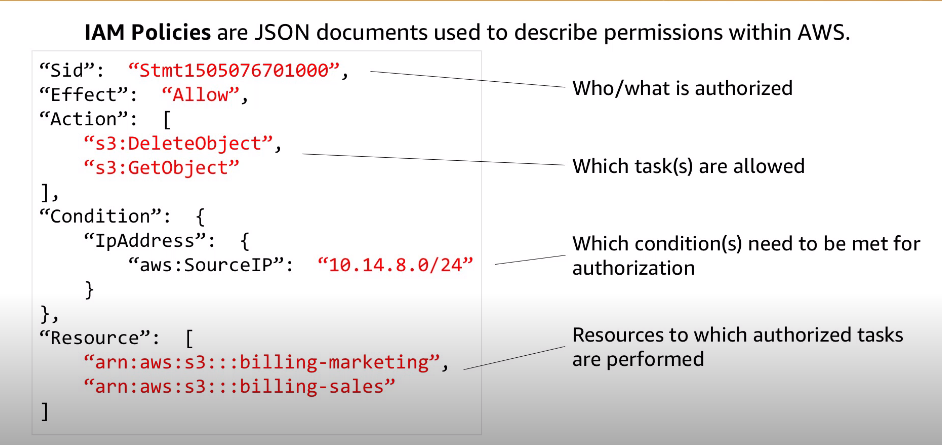 IAM Policies are JSON documents used to describe permissions within AWS.
“Sid”: “Stmt1505076701000”,
“Effect”: “Allow”,
“Action”: [
“s3:DeleteObject”,
“s3:GetObject”
],
“Condition”: {
“IpAddress”: {
“aws:SourceIP”: “10.14.8.0/24”
}
},
“Resource”: [
“arn:aws:s3:::billing-marketing”,
“arn:aws:s3:::billing-sales”
]
Who/what is authorized
Which task(s) are allowed
Which condition(s) need to be met for
authorization
Resources to which authorized tasks
are performed